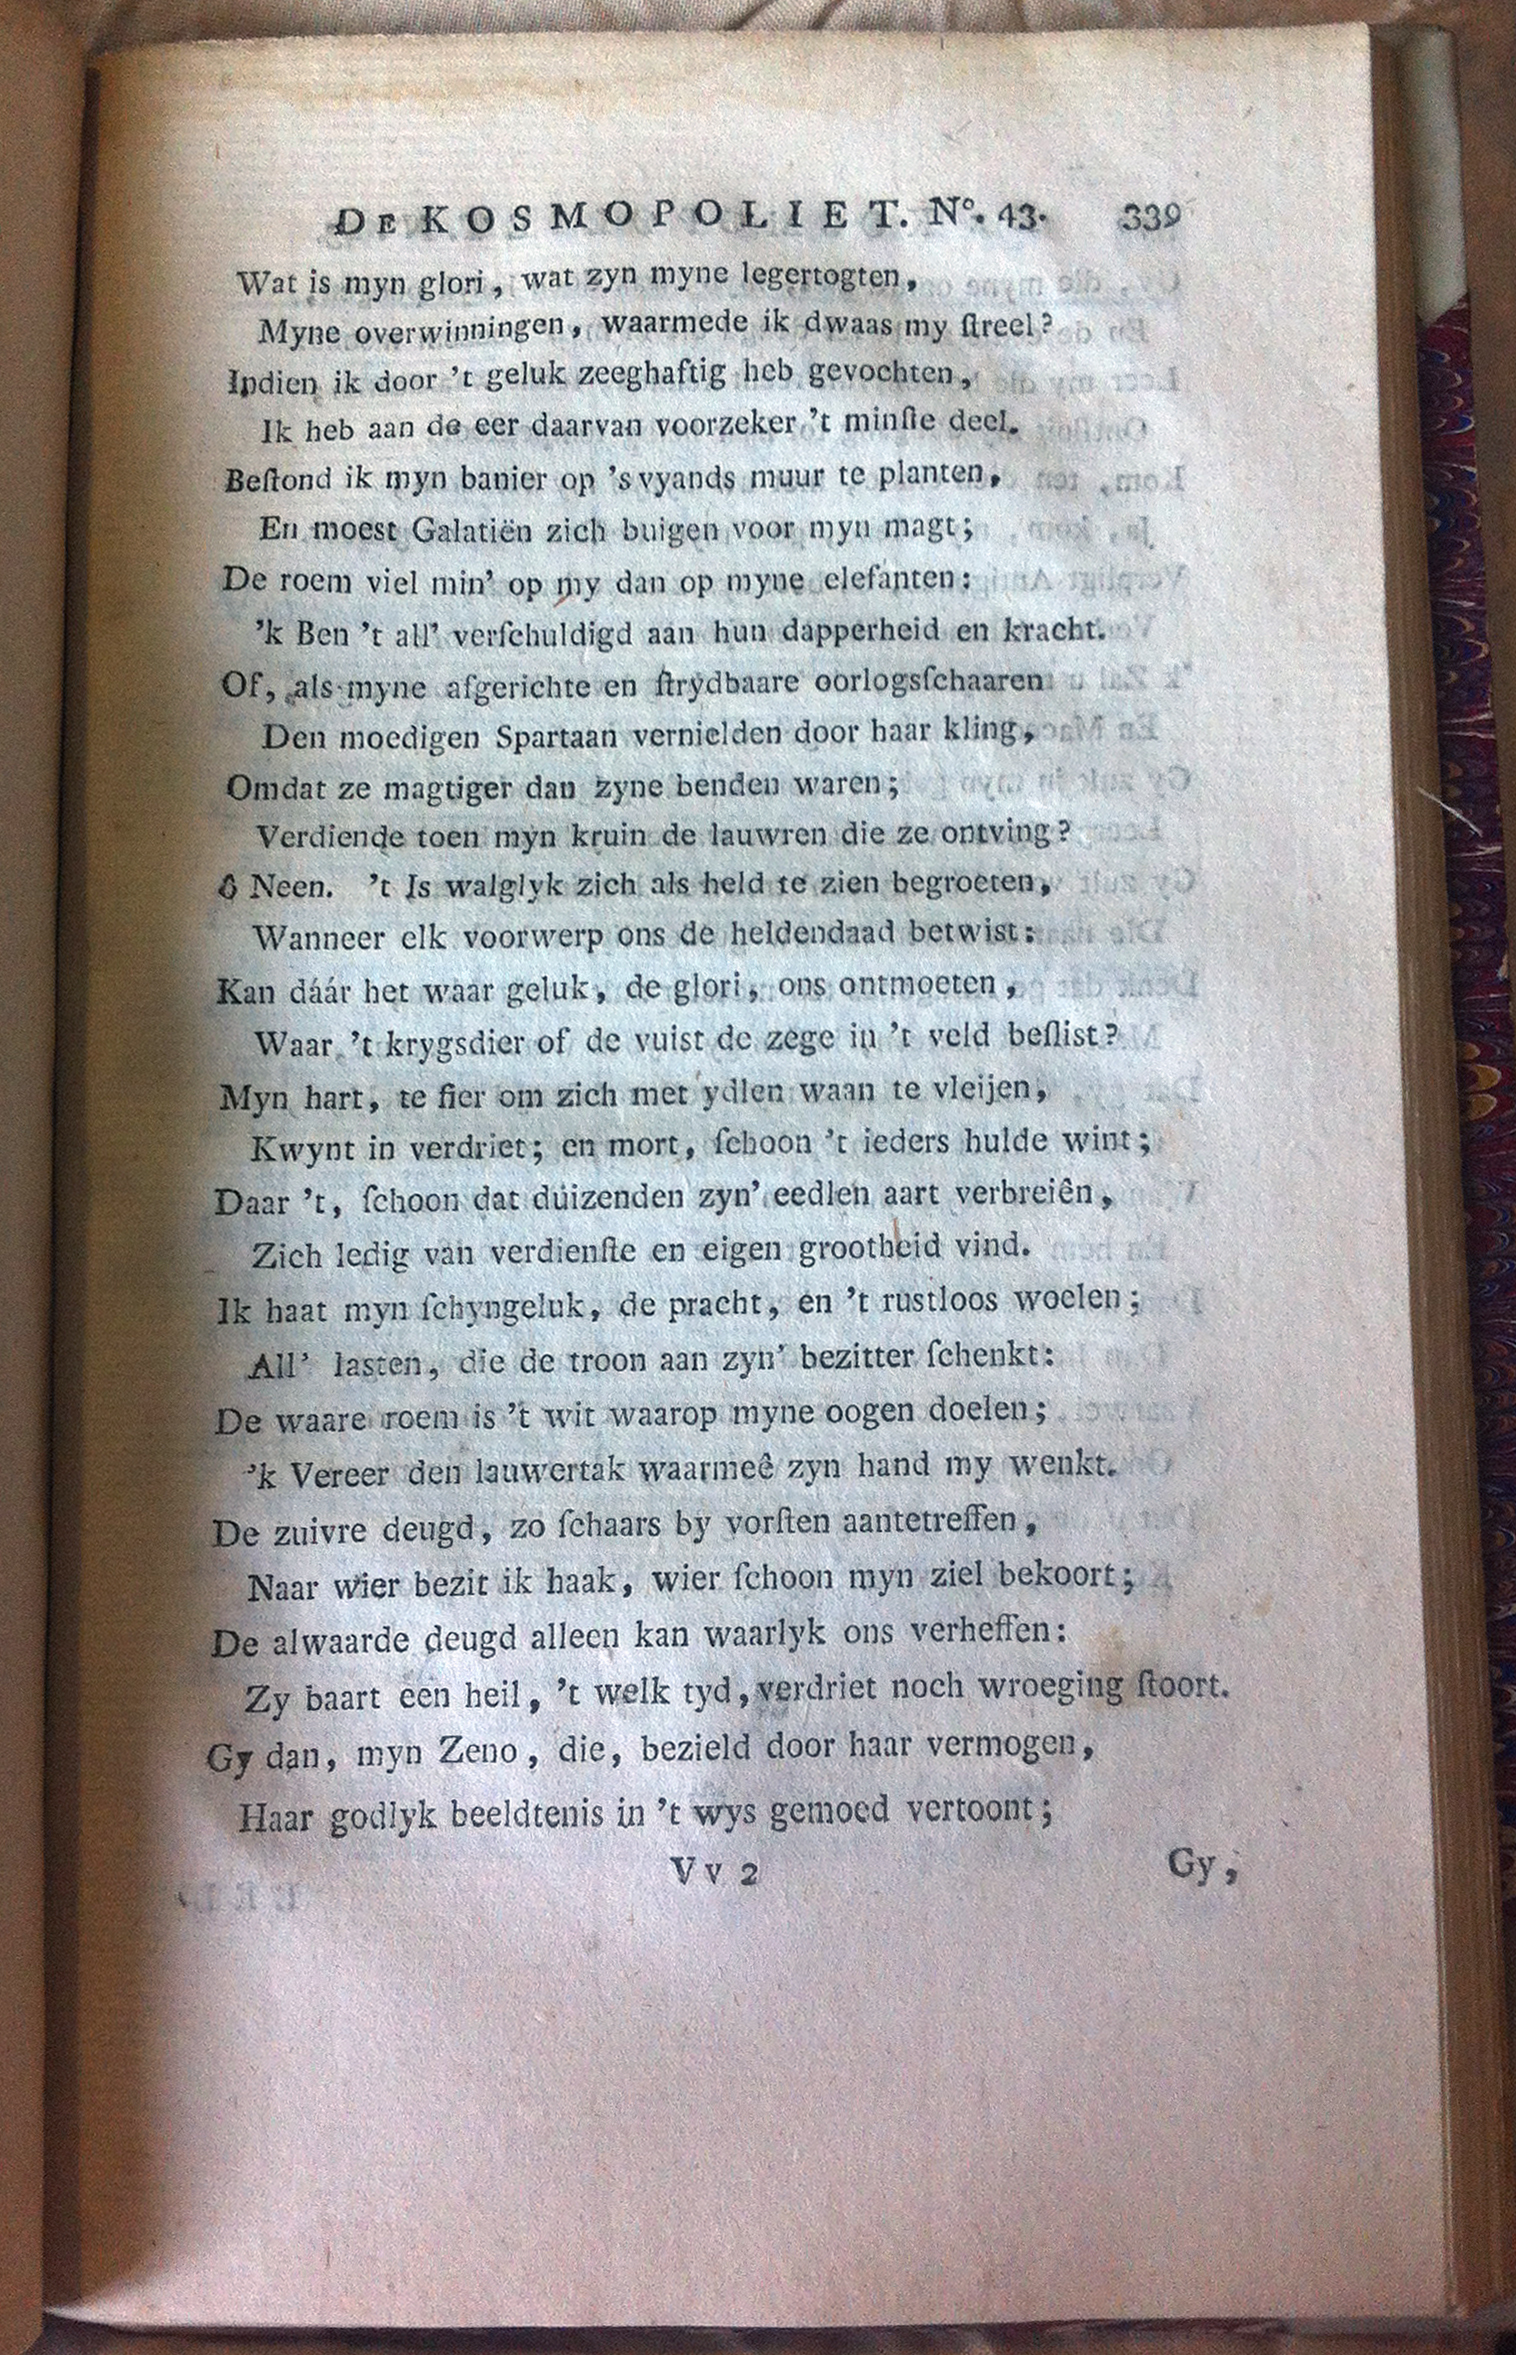 DE KOSMOPOLIET. Nº. 43. 339
Wat is myn glori, wat zyn myne legertogten,
Myne overwinningen, waarmede ik dwaas my ſtreel?
Indien ik door 't geluk zeeghaftig heb gevochten,
Ik heb aan de eer daarvan voorzeker 't minſte deel.
Beſtond ik myn banier op 's vyands muur te planten,
En moest Galatiën zich buigen voor myn magt;
De roem viel min' op my dan op myne elefanten:
'k Ben 't all' verſchuldigd aan hun dapperheid en kracht.
Of, als myne afgerichte en ſtrydbaare oorlogsſchaaren
Den moedigen Spartaan vernielden door haar kling,
Omdat ze magtiger dan zyne benden waren;
Verdiende toen myn kruin de lauwren die ze ontving?
ô Neen. 't Is walglyk zich als held te zien begroeten,
Wanneer elk voorwerp ons de heldendaad betwist:
Kan dáár het waar geluk, de glori, ons ontmoeten,
Waar 't krygsdier of de vuist de zege in 't veld beſlist?
Myn hart, te fier om zich met ydlen waan te vleijen,
Kwynt in verdriet; en mort, ſchoon 't ieders hulde wint;
Daar 't, ſchoon dat duizenden zyn' eedlen aart verbreiên,
Zich ledig van verdienſte en eigen grootheid vind.
Ik haat myn ſchyngeluk, de pracht, en 't rustloos woelen;
All' lasten, die de troon aan zyn' bezitter ſchenkt:
De waare roem is 't wit waarop myne oogen doelen;
'k Vereer den lauwertak waarmeê zyn hand my wenkt.
De zuivre deugd, zo ſchaars by vorſten aantetreffen,
Naar wier bezit ik haak, wier ſchoon myn ziel bekoort;
De alwaarde deugd alleen kan waarlyk ons verheffen:
Zy baart een heil, 't welk tyd, verdriet noch wroeging ſtoort.
Gy dan, myn Zeno, die, bezield door haar vermogen,
Haar godlyk beeldtenis in 't wys gemoed vertoont;
Vv 2 Gy,